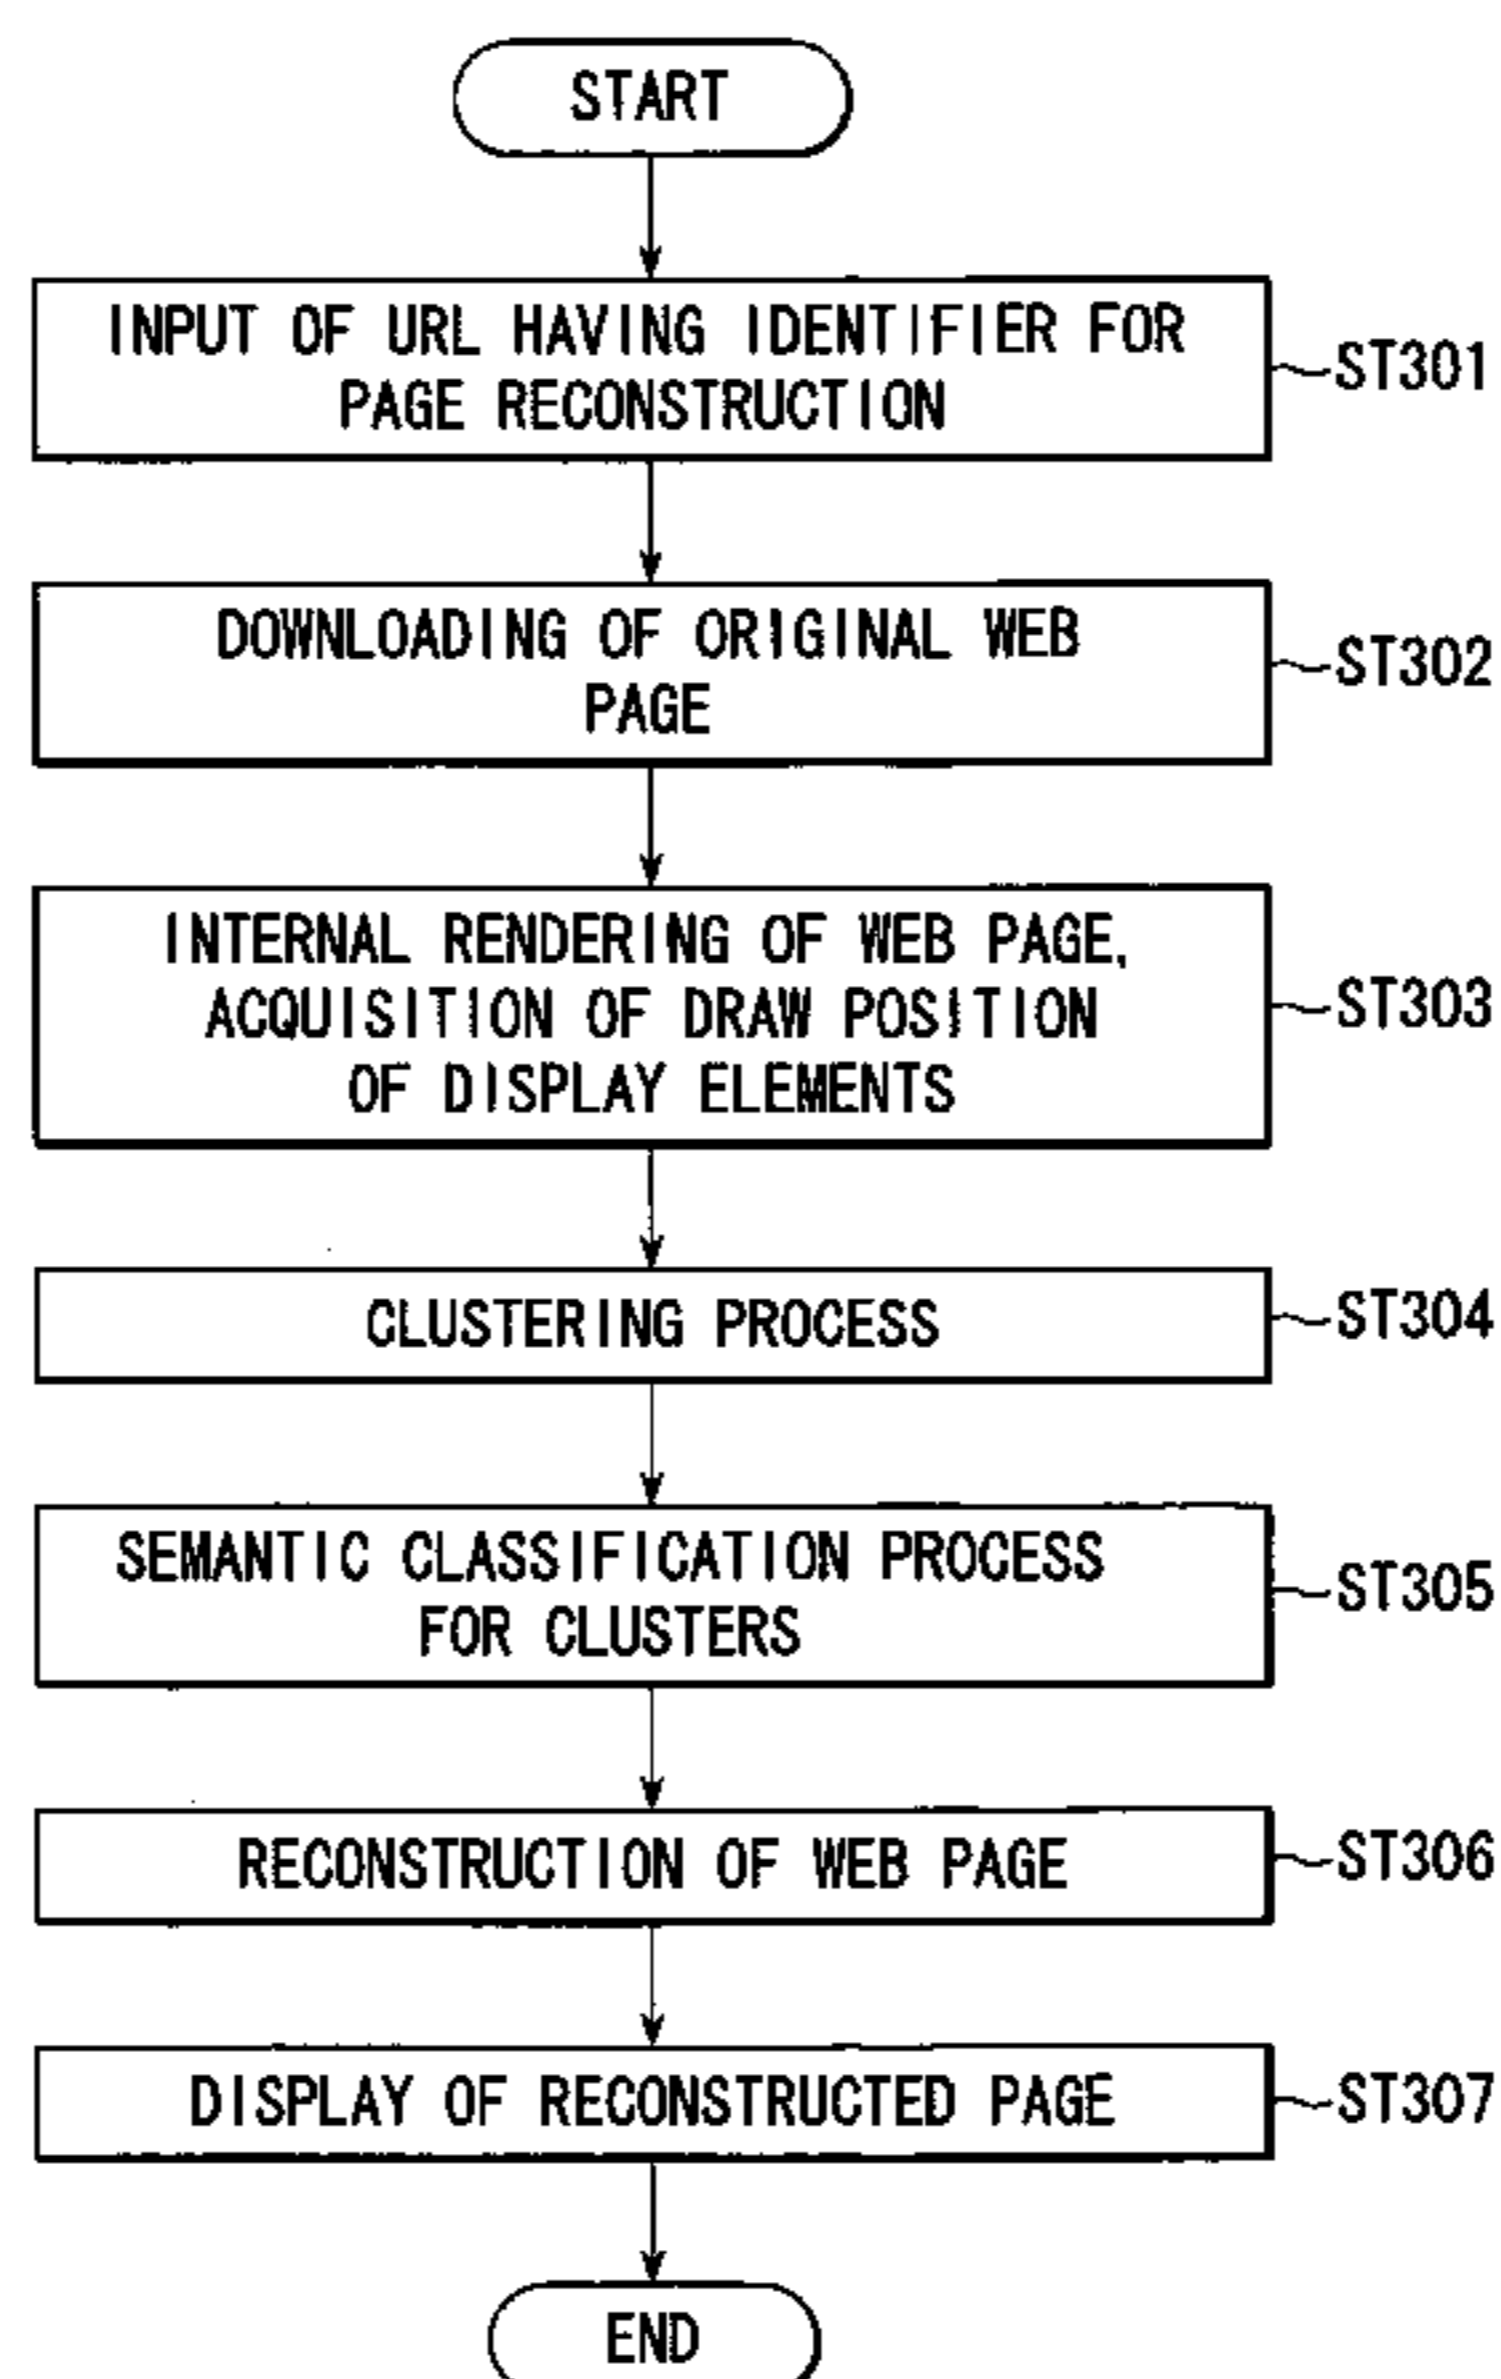 START
INPUT OF URL HAVING IDENTIFIER FOR
PAGE RECONSTRUCTION
ST301
DOWNLOADING OF ORIGINAL WEB
PAGE
ST302
INTERNAL RENDERING OF WEB PAGE,
ACQUISITION OF DRAW POSITION
OF DISPLAY ELEMENTS
ST303
CLUSTERING PROCESS
ST304
SEMANTIC CLASSIFICATION PROCESS
FOR CLUSTERS
ST305
RECONSTRUCTION OF WEB PAGE
ST306
DISPLAY OF RECONSTRUCTED PAGE
ST307
END